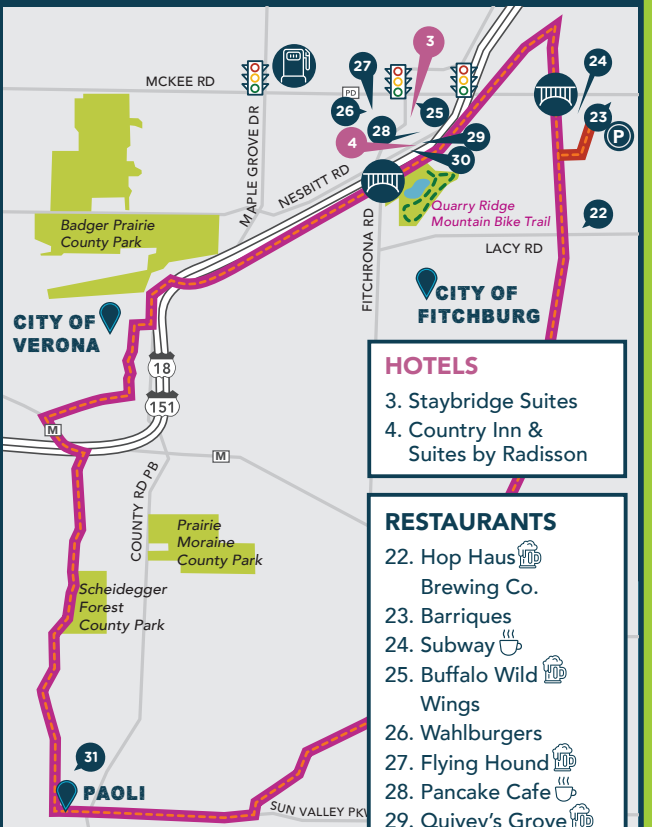 3
24
27
MCKEE RD
PD
26
25
23
P
28
29
4
30
MAPLE GROVE DR
NESBITT RD
Quarry Ridge
Mountain Bike Trail
22
Badger Prairie
County Park
LACY RD
FITCHRONA RD
CITY OF
FITCHBURG
CITY OF
VERONA
18
151
M
M
COUNTY RD PB
Prairie
Moraine
County Park
Scheidegger
Forest
County Park
31
PAOLI
SUN VALLEY PKW
HOTELS
3. Staybridge Suites
4. Country Inn &
Suites by Radisson
RESTAURANTS
22. Hop Haus
Brewing Co.
23. Barriques
24. Subway
25. Buffalo Wild
Wings
26. Wahlburgers
27. Flying Hound
28. Pancake Cafe
29. Quivey's Grove